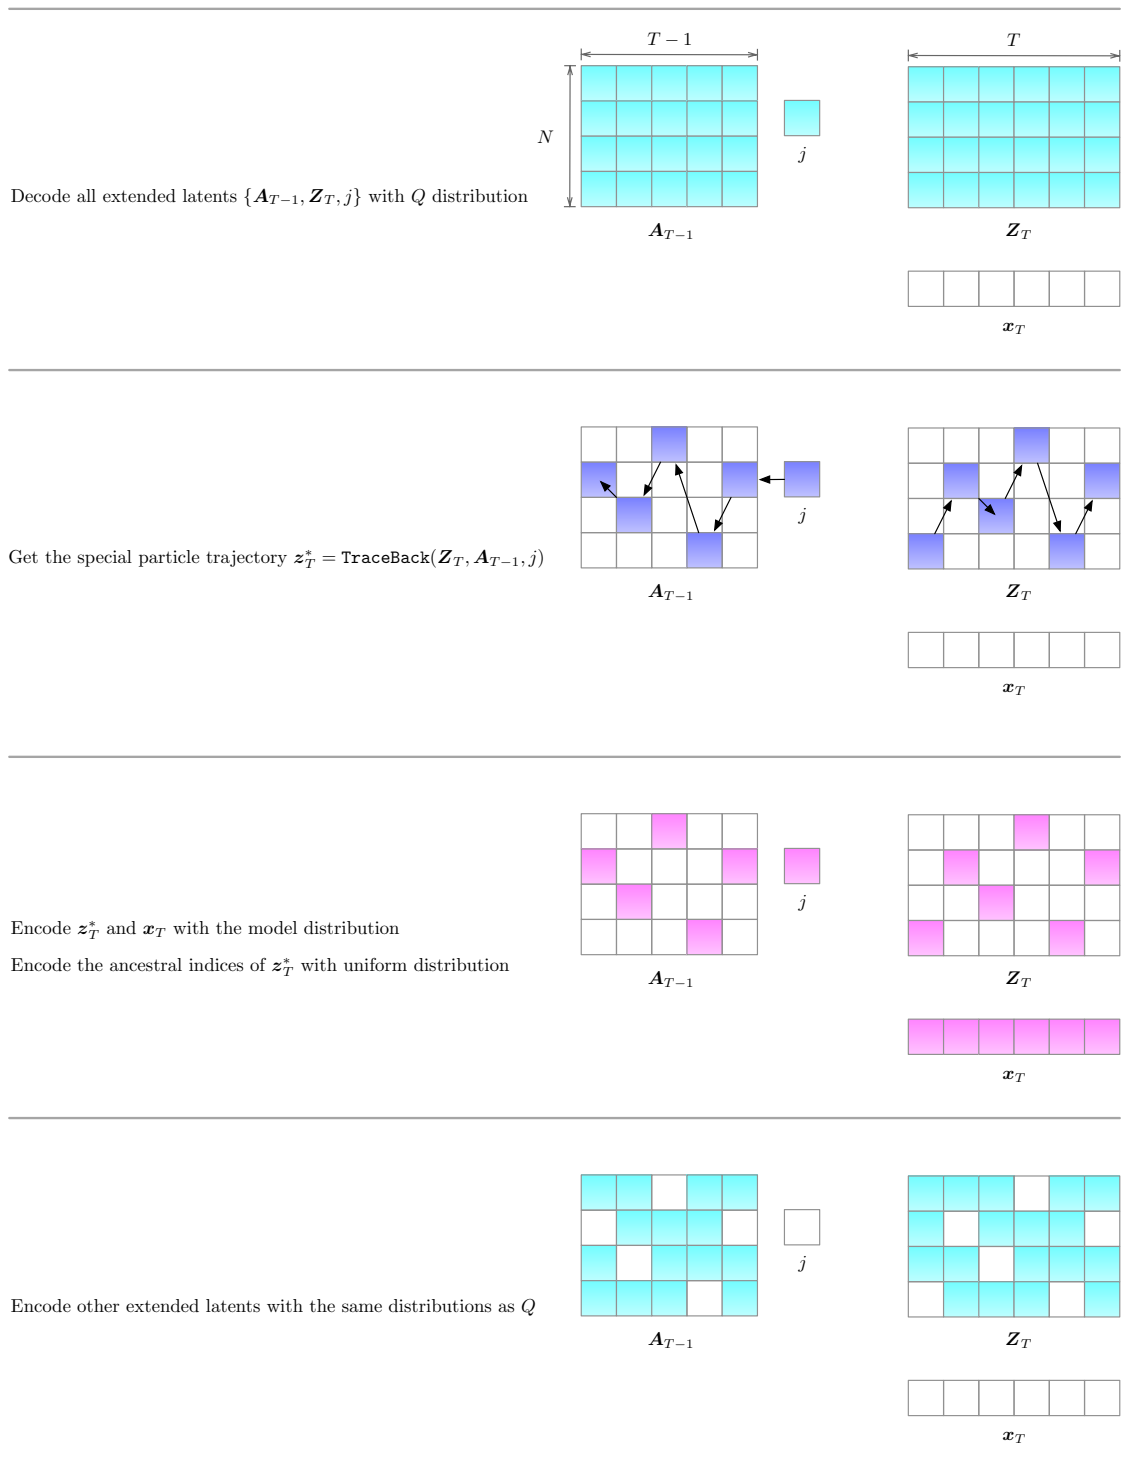 T − 1
T
N
j
Decode all extended latents {A_{T−1}, Z_T, j} with Q distribution
A_{T−1}
Z_T
x_T
j
Get the special particle trajectory z*_T = TraceBack(Z_T, A_{T−1}, j)
A_{T−1}
Z_T
x_T
j
Encode z*_T and x_T with the model distribution
Encode the ancestral indices of z*_T with uniform distribution
A_{T−1}
Z_T
x_T
j
Encode other extended latents with the same distributions as Q
A_{T−1}
Z_T
x_T